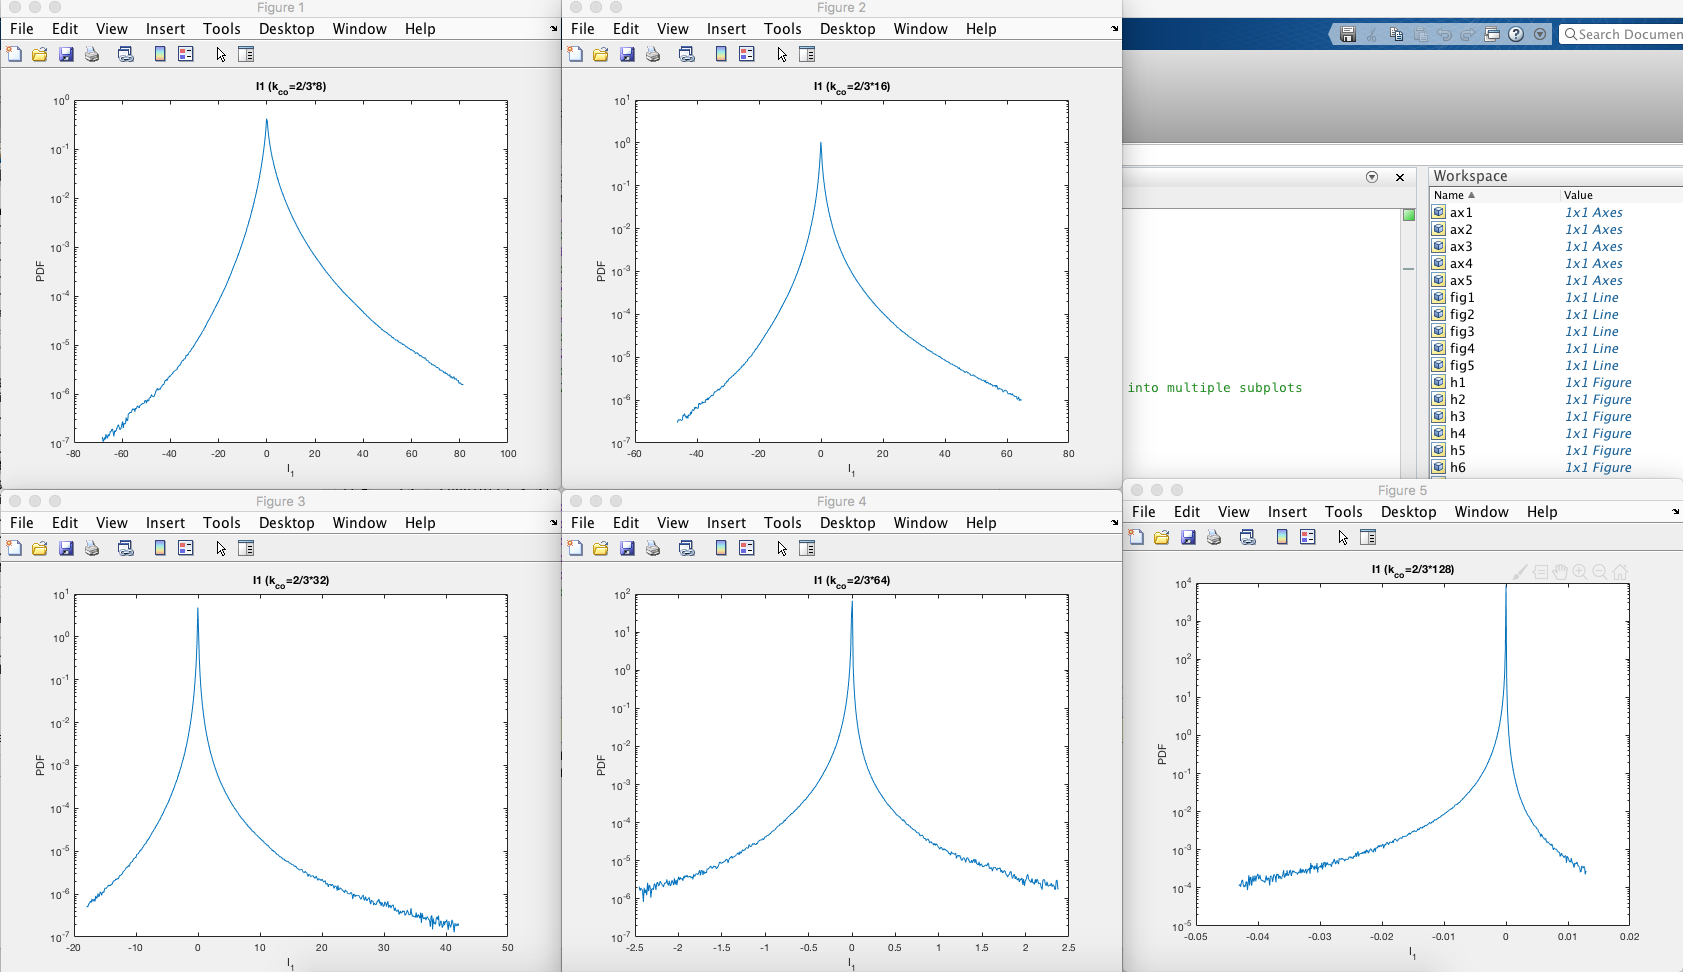 Figure 1
File Edit View Insert Tools Desktop Window Help
I1 (k_co=2/3*8)
10^0
10^-1
10^-2
10^-3
10^-4
10^-5
10^-6
10^-7
PDF
-80 -60 -40 -20 0 20 40 60 80 100
I_1
Figure 2
File Edit View Insert Tools Desktop Window Help
I1 (k_co=2/3*16)
10^1
10^0
10^-1
10^-2
10^-3
10^-4
10^-5
10^-6
10^-7
PDF
-60 -40 -20 0 20 40 60 80
I_1
Search Documen
Workspace
Name Value
ax1 1x1 Axes
ax2 1x1 Axes
ax3 1x1 Axes
ax4 1x1 Axes
ax5 1x1 Axes
fig1 1x1 Line
fig2 1x1 Line
fig3 1x1 Line
fig4 1x1 Line
fig5 1x1 Line
h1 1x1 Figure
h2 1x1 Figure
h3 1x1 Figure
h4 1x1 Figure
h5 1x1 Figure
h6 1x1 Figure
into multiple subplots
Figure 3
File Edit View Insert Tools Desktop Window Help
I1 (k_co=2/3*32)
10^1
10^0
10^-1
10^-2
10^-3
10^-4
10^-5
10^-6
10^-7
PDF
-20 -10 0 10 20 30 40 50
I_1
Figure 4
File Edit View Insert Tools Desktop Window Help
I1 (k_co=2/3*64)
10^2
10^1
10^0
10^-1
10^-2
10^-3
10^-4
10^-5
10^-6
10^-7
PDF
-2.5 -2 -1.5 -1 -0.5 0 0.5 1 1.5 2 2.5
I_1
Figure 5
File Edit View Insert Tools Desktop Window Help
I1 (k_co=2/3*128)
10^4
10^3
10^2
10^1
10^0
10^-1
10^-2
10^-3
10^-4
10^-5
PDF
-0.05 -0.04 -0.03 -0.02 -0.01 0 0.01 0.02
I_1